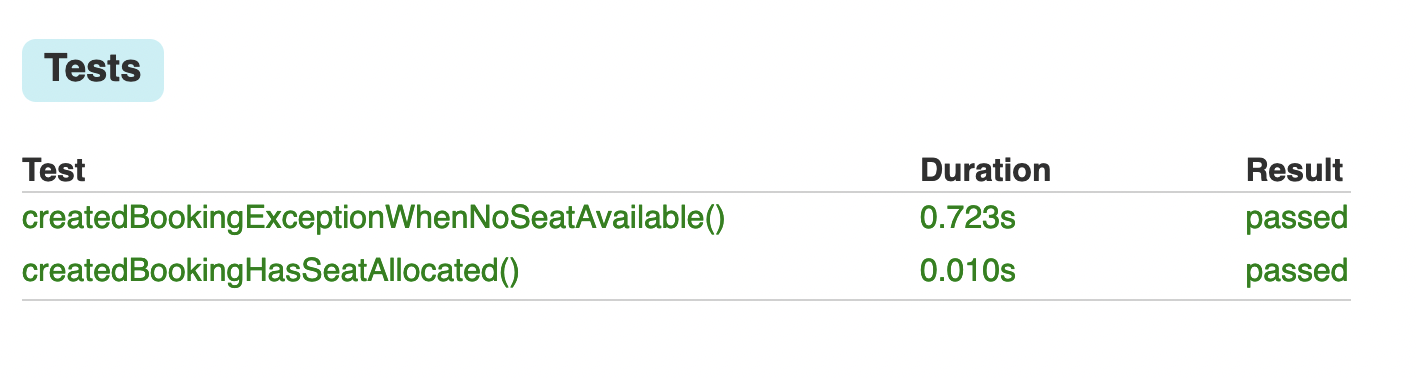 Tests
Test Duration Result
createdBookingExceptionWhenNoSeatAvailable() 0.723s passed
createdBookingHasSeatAllocated() 0.010s passed